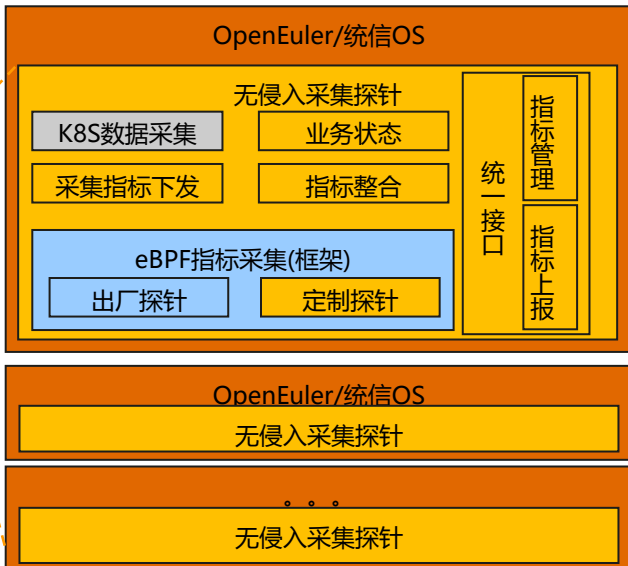 OpenEuler/统信OS
无侵入采集探针
K8S数据采集
业务状态
采集指标下发
指标整合
eBPF指标采集(框架)
出厂探针
定制探针
统一接口
指标管理
指标上报
OpenEuler/统信OS
无侵入采集探针
。。。
无侵入采集探针